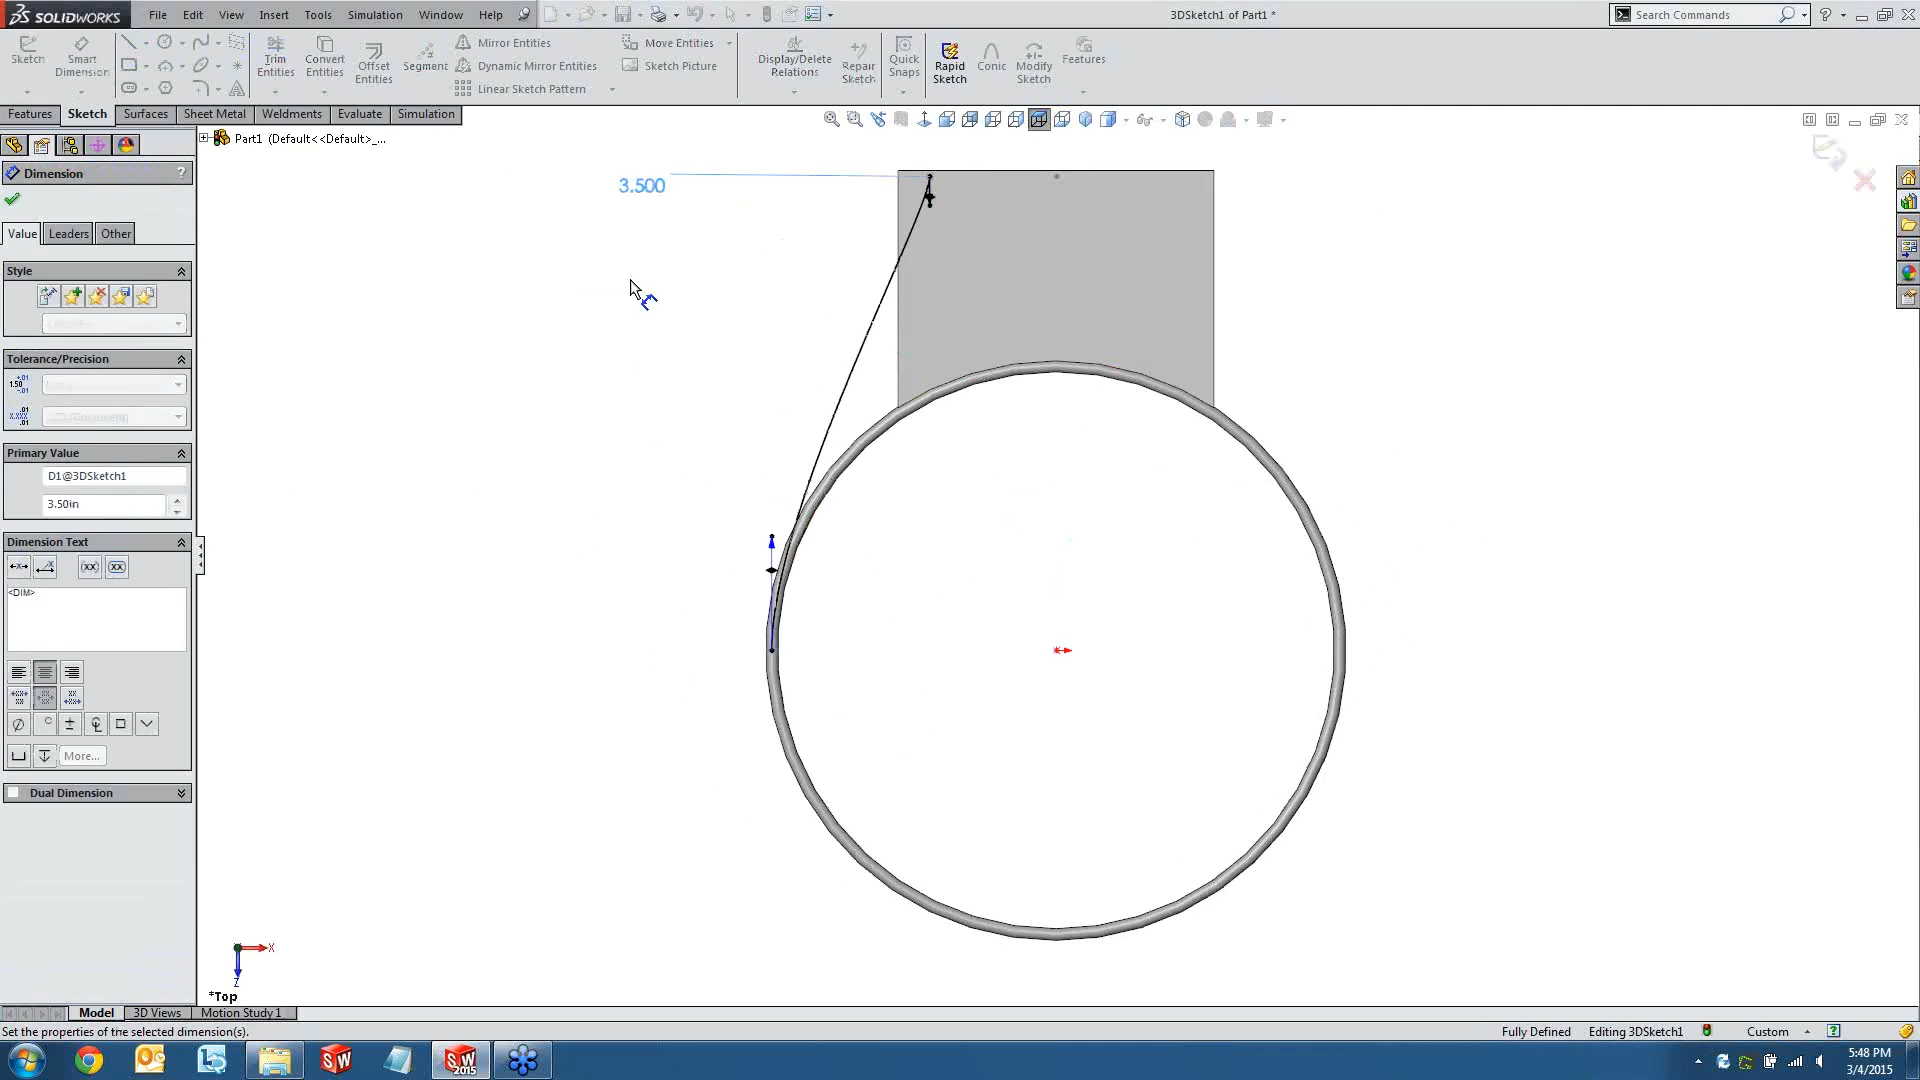 SOLIDWORKS File Edit View Insert Tools Simulation Window Help 3DSketch1 of Part1 * Search Commands
Sketch Smart Dimension Trim Entities Convert Entities Offset Entities Segment Mirror Entities Move Entities Display/Delete Relations Repair Sketch Quick Snaps Rapid Sketch Conic Modify Sketch Features
Dynamic Mirror Entities Sketch Picture
Linear Sketch Pattern
Features Sketch Surfaces Sheet Metal Weldments Evaluate Simulation
Part1 (Default<<Default>_...
Dimension ?
3.500
Value Leaders Other
Style
Tolerance/Precision
Primary Value
D1@3DSketch1
3.50in
Dimension Text
<DIM>
More...
Dual Dimension
X
Z
*Top
Model 3D Views Motion Study 1
Set the properties of the selected dimension(s). Fully Defined Editing 3DSketch1 Custom
5:48 PM
3/4/2015